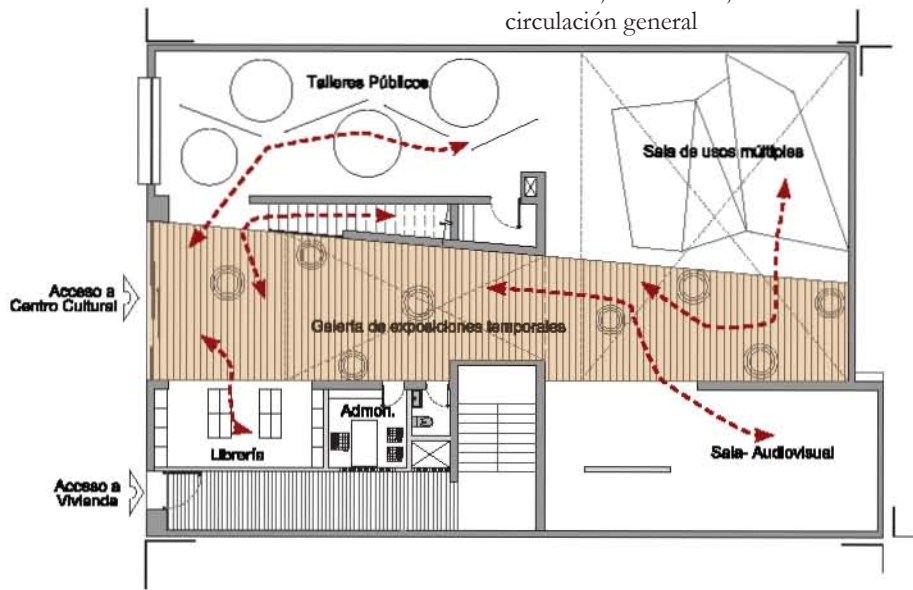 circulación general
Talleres Públicos
Sala de usos múltiples
Acceso a
Centro Cultural
Galería de exposiciones temporales
Admon.
Librería
Sala- Audiovisual
Acceso a
Vivienda